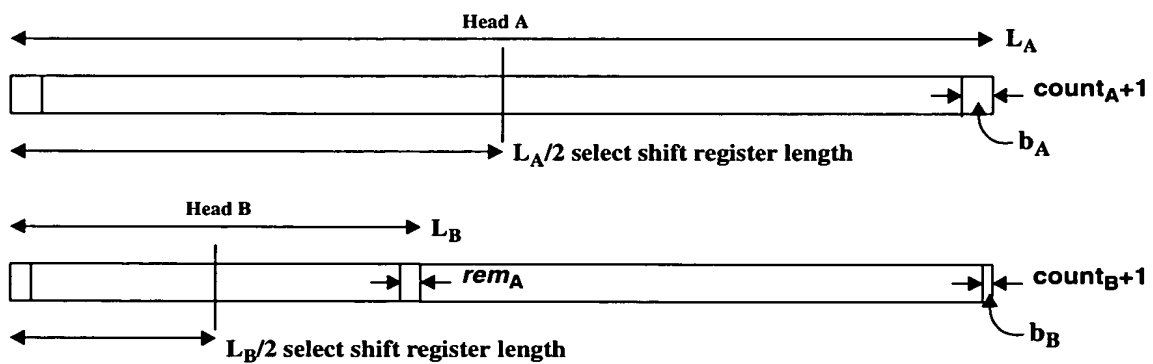 Head A
L_A
count_A+1
b_A
L_A/2 select shift register length
Head B
L_B
rem_A
count_B+1
b_B
L_B/2 select shift register length